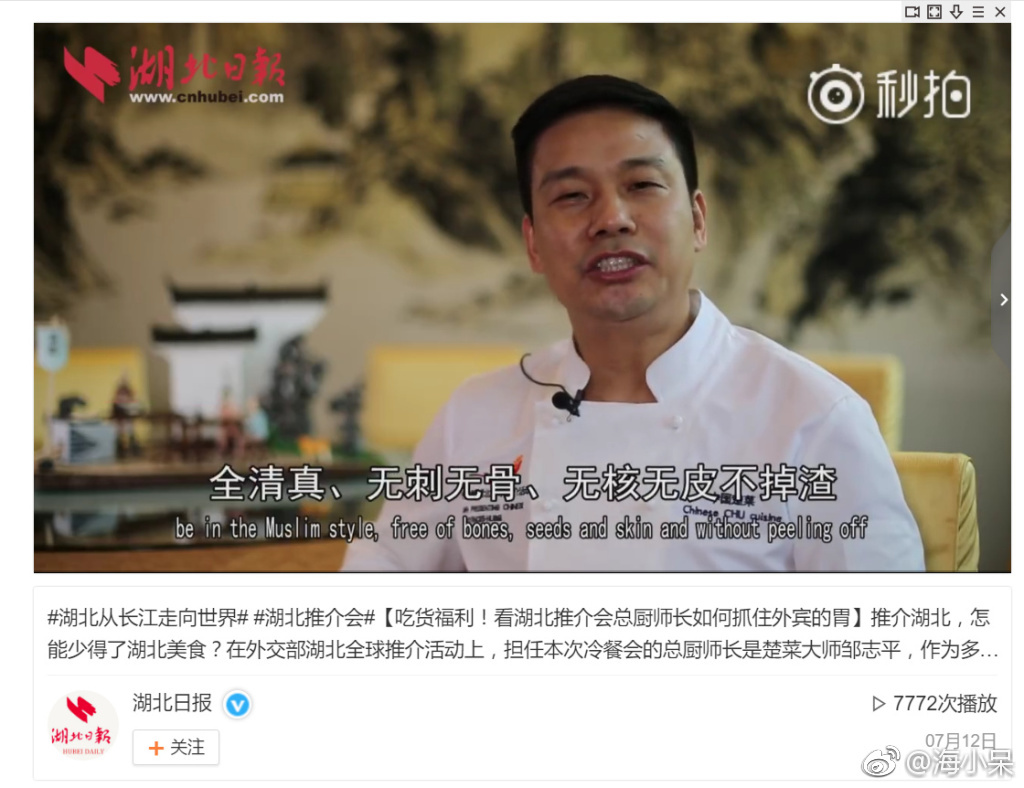 湖北日報
www.cnhubei.com
秒拍
全清真、无刺无骨、无核无皮不掉渣
be in the Muslim style, free of bones, seeds and skin and without peeling off
Chinese CHU cuisine
#湖北从长江走向世界# #湖北推介会#【吃货福利！看湖北推介会总厨师长如何抓住外宾的胃】推介湖北，怎
能少得了湖北美食？在外交部湖北全球推介活动上，担任本次冷餐会的总厨师长是楚菜大师邹志平，作为多…
湖北日報
HUBEI DAILY
湖北日报
7772次播放
+ 关注
07月12日
@海小呆